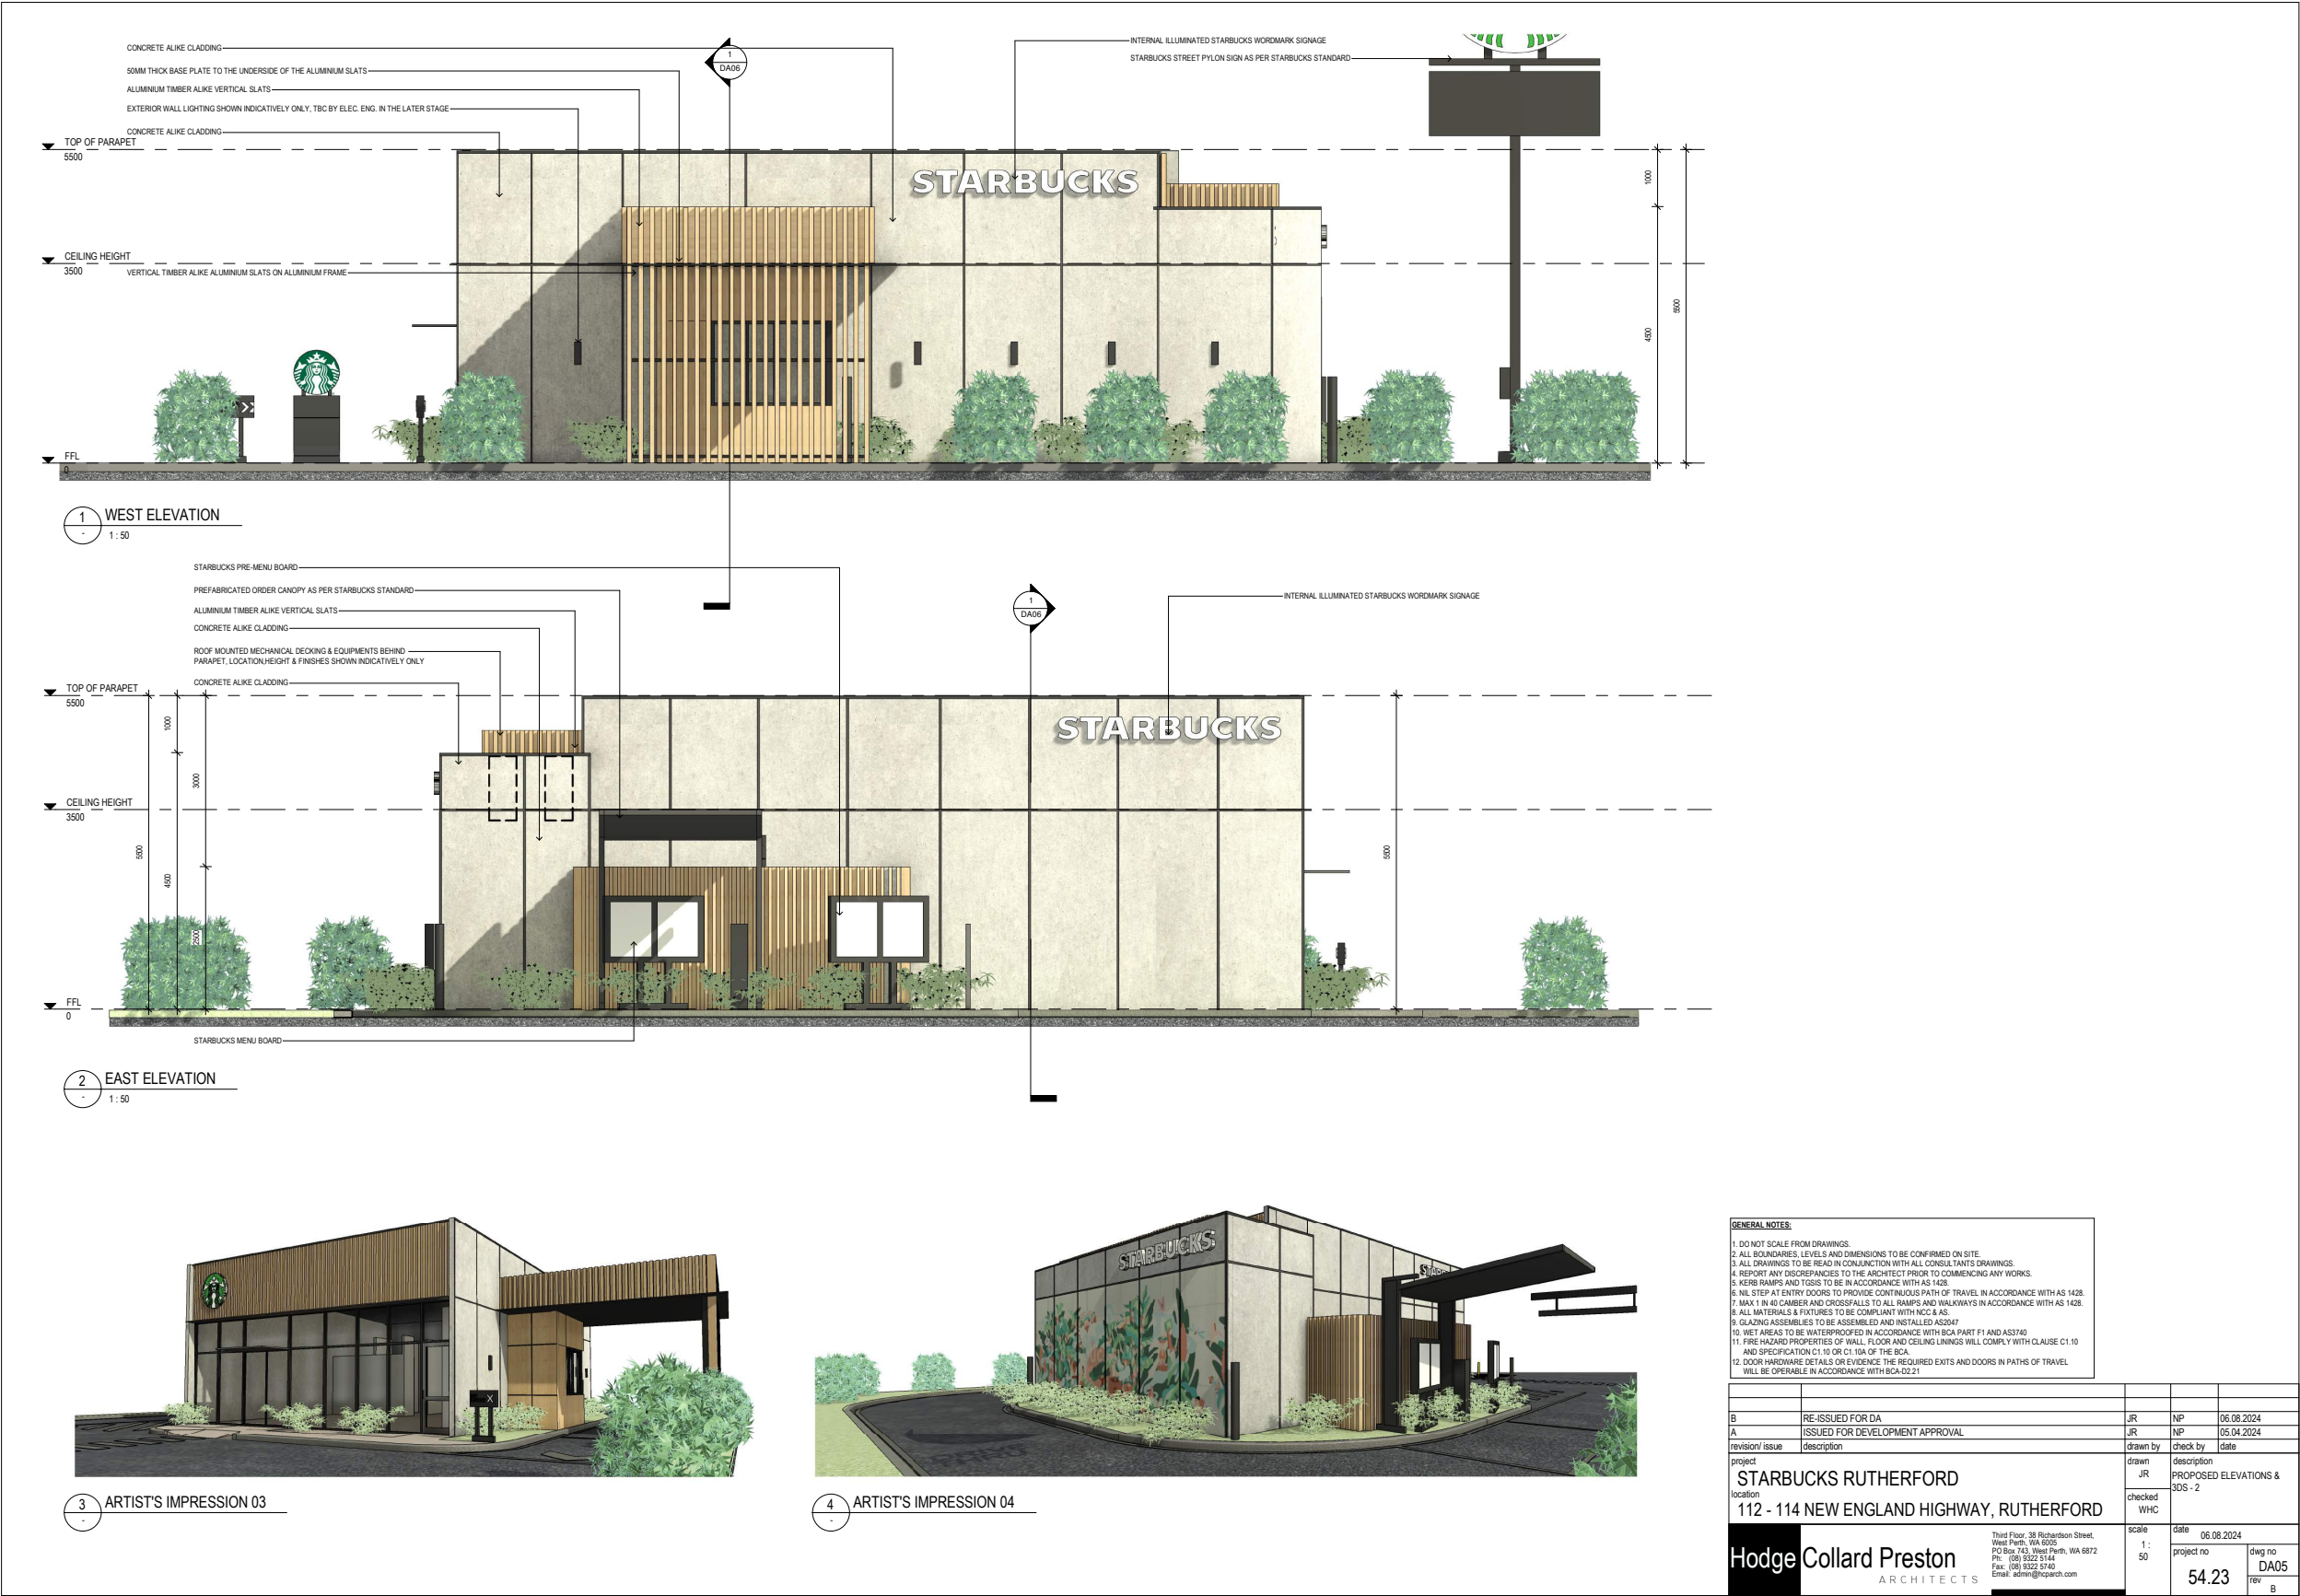 CONCRETE ALIKE CLADDING
50MM THICK BASE PLATE TO THE UNDERSIDE OF THE ALUMINIUM SLATS
ALUMINIUM TIMBER ALIKE VERTICAL SLATS
EXTERIOR WALL LIGHTING SHOWN INDICATIVELY ONLY, TBC BY ELEC. ENG. IN THE LATER STAGE
CONCRETE ALIKE CLADDING
1
DA06
INTERNAL ILLUMINATED STARBUCKS WORDMARK SIGNAGE
STARBUCKS STREET PYLON SIGN AS PER STARBUCKS STANDARD
TOP OF PARAPET
5500
STARBUCKS
1000
CEILING HEIGHT
3500
VERTICAL TIMBER ALIKE ALUMINIUM SLATS ON ALUMINIUM FRAME
5500
4500
FFL
0
1
-
WEST ELEVATION
1 : 50
STARBUCKS PRE-MENU BOARD
PREFABRICATED ORDER CANOPY AS PER STARBUCKS STANDARD
ALUMINIUM TIMBER ALIKE VERTICAL SLATS
CONCRETE ALIKE CLADDING
ROOF MOUNTED MECHANICAL DECKING & EQUIPMENTS BEHIND
PARAPET, LOCATION,HEIGHT & FINISHES SHOWN INDICATIVELY ONLY
CONCRETE ALIKE CLADDING
1
DA06
INTERNAL ILLUMINATED STARBUCKS WORDMARK SIGNAGE
TOP OF PARAPET
5500
1000
STARBUCKS
3000
CEILING HEIGHT
3500
5500
4500
5500
2500
FFL
0
STARBUCKS MENU BOARD
2
-
EAST ELEVATION
1 : 50
X
3
-
ARTIST'S IMPRESSION 03
STARBUCKS
4
-
ARTIST'S IMPRESSION 04
GENERAL NOTES:
1. DO NOT SCALE FROM DRAWINGS.
2. ALL BOUNDARIES, LEVELS AND DIMENSIONS TO BE CONFIRMED ON SITE.
3. ALL DRAWINGS TO BE READ IN CONJUNCTION WITH ALL CONSULTANTS DRAWINGS.
4. REPORT ANY DISCREPANCIES TO THE ARCHITECT PRIOR TO COMMENCING ANY WORKS.
5. KERB RAMPS AND TGSIS TO BE IN ACCORDANCE WITH AS 1428.
6. NIL STEP AT ENTRY DOORS TO PROVIDE CONTINUOUS PATH OF TRAVEL IN ACCORDANCE WITH AS 1428.
7. MAX 1 IN 40 CAMBER AND CROSSFALLS TO ALL RAMPS AND WALKWAYS IN ACCORDANCE WITH AS 1428.
8. ALL MATERIALS & FIXTURES TO BE COMPLIANT WITH NCC & AS.
9. GLAZING ASSEMBLIES TO BE ASSEMBLED AND INSTALLED AS2047
10. WET AREAS TO BE WATERPROOFED IN ACCORDANCE WITH BCA PART F1 AND AS3740
11. FIRE HAZARD PROPERTIES OF WALL, FLOOR AND CEILING LININGS WILL COMPLY WITH CLAUSE C1.10
AND SPECIFICATION C1.10 OR C1.10A OF THE BCA.
12. DOOR HARDWARE DETAILS OR EVIDENCE THE REQUIRED EXITS AND DOORS IN PATHS OF TRAVEL
WILL BE OPERABLE IN ACCORDANCE WITH BCA-D2.21
B RE-ISSUED FOR DA JR NP 06.08.2024
A ISSUED FOR DEVELOPMENT APPROVAL JR NP 05.04.2024
revision/ issue description drawn by check by date
project
STARBUCKS RUTHERFORD
location
112 - 114 NEW ENGLAND HIGHWAY, RUTHERFORD
drawn
JR
checked
WHC
description
PROPOSED ELEVATIONS &
3DS - 2
Hodge Collard Preston
ARCHITECTS
Third Floor, 38 Richardson Street,
West Perth, WA 6005
PO Box 743, West Perth, WA 6872
Ph: (08) 9322 5144
Fax: (08) 9322 5740
Email: admin@hcparch.com
scale
1 :
50
date
06.08.2024
project no
54.23
dwg no
DA05
rev
B